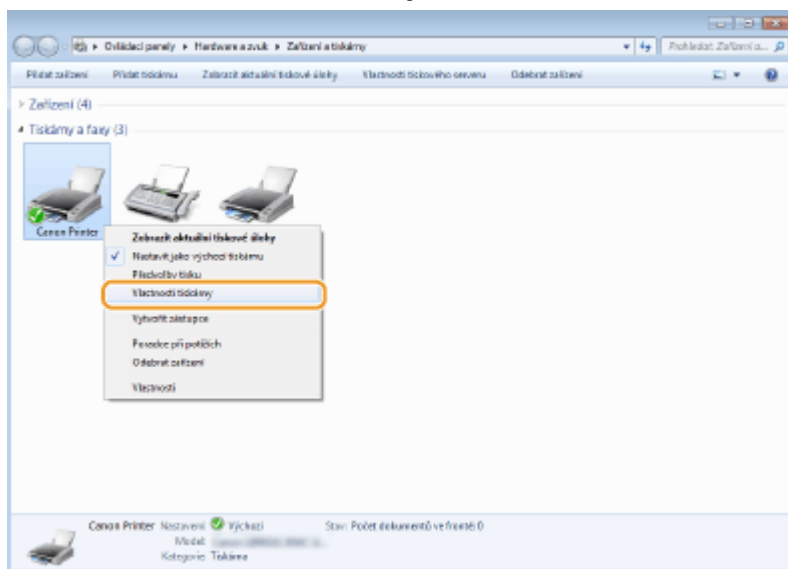 Ovládací panely ▸ Hardware a zvuk ▸ Zařízení a tiskárny
Prohledat: Zařízení a...
Přidat zařízení Přidat tiskárnu Zobrazit aktuální tiskové úlohy Vlastnosti tiskového serveru Odebrat zařízení
Zařízení (4)
Tiskárny a faxy (3)
Canon Printer
Zobrazit aktuální tiskové úlohy
Nastavit jako výchozí tiskárnu
Předvolby tisku
Vlastnosti tiskárny
Vytvořit zástupce
Poradce při potížích
Odebrat zařízení
Vlastnosti
Canon Printer Nastavení Výchozí Stav: Počet dokumentů ve frontě: 0
Model:
Kategorie: Tiskárna